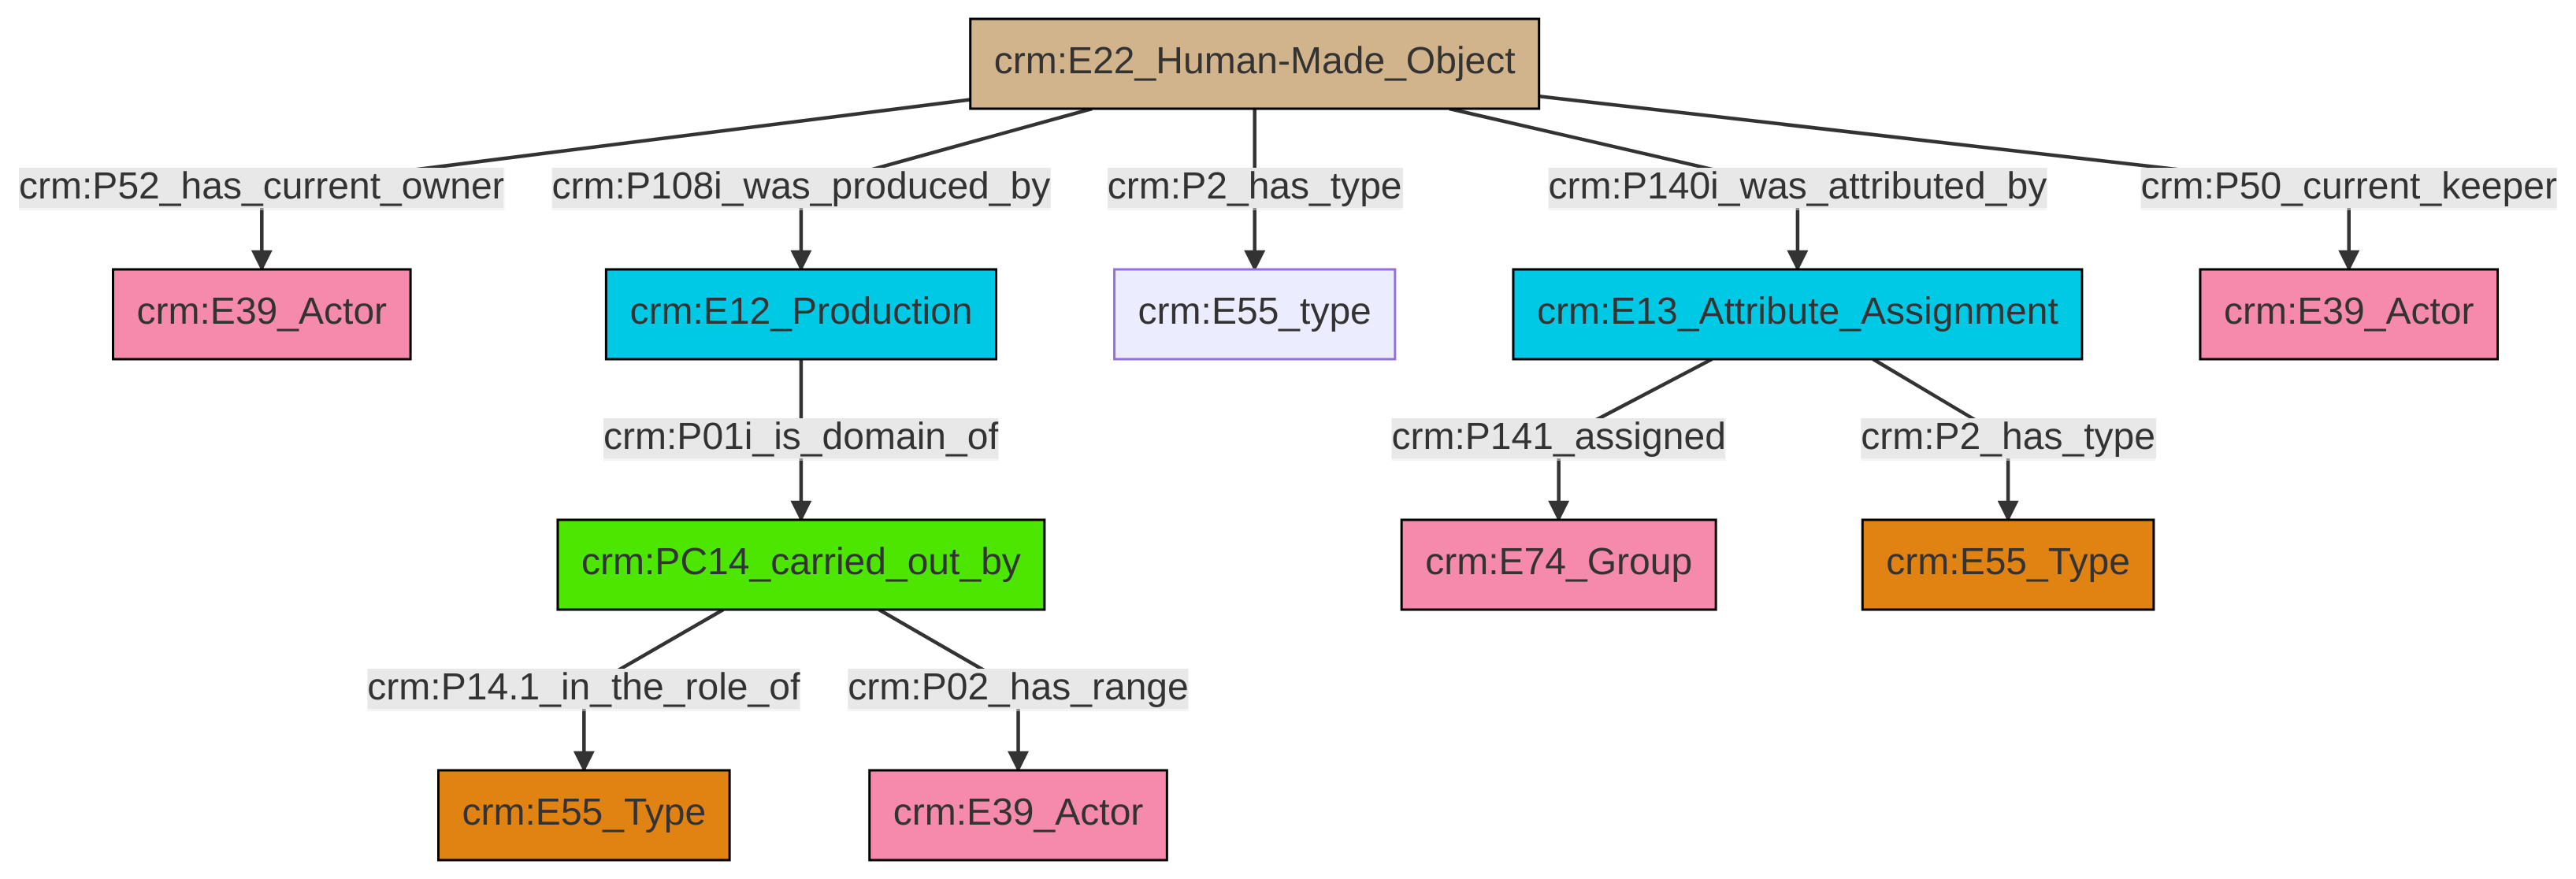 crm:E22_Human-Made_Object
crm:P52_has_current_owner
crm:P108i_was_produced_by
crm:P2_has_type
crm:P140i_was_attributed_by
crm:P50_current_keeper
crm:E39_Actor
crm:E12_Production
crm:E55_type
crm:E13_Attribute_Assignment
crm:E39_Actor
crm:P01i_is_domain_of
crm:P141_assigned
crm:P2_has_type
crm:PC14_carried_out_by
crm:E74_Group
crm:E55_Type
crm:P14.1_in_the_role_of
crm:P02_has_range
crm:E55_Type
crm:E39_Actor